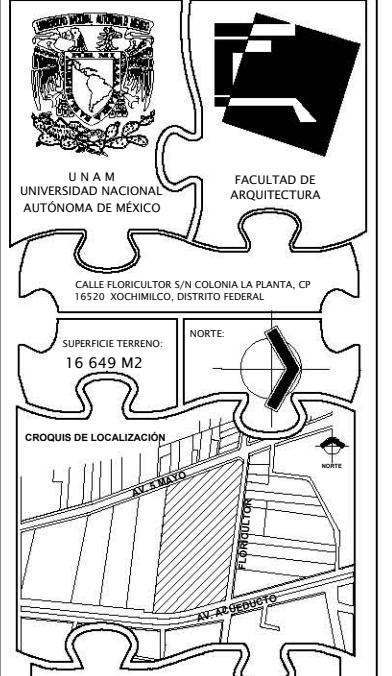 U N A M
UNIVERSIDAD NACIONAL
AUTÓNOMA DE MÉXICO
FACULTAD DE
ARQUITECTURA
CALLE FLORICULTOR S/N COLONIA LA PLANTA, CP
16520 XOCHIMILCO, DISTRITO FEDERAL
SUPERFICIE TERRENO:
16 649 M2
NORTE:
CROQUIS DE LOCALIZACIÓN
NORTE
AV. 5 MAYO
FLORICULTOR
AV. ACUEDUCTO